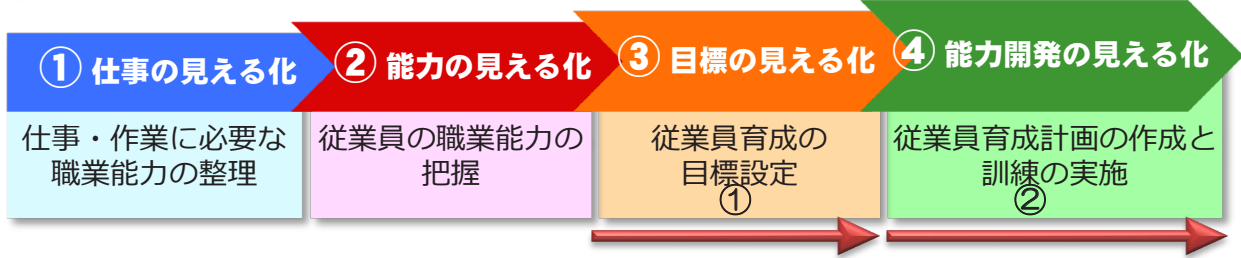 ① 仕事の見える化
② 能力の見える化
③ 目標の見える化
④ 能力開発の見える化
仕事・作業に必要な
職業能力の整理
従業員の職業能力の
把握
従業員育成の
目標設定
①
従業員育成計画の作成と
訓練の実施
②